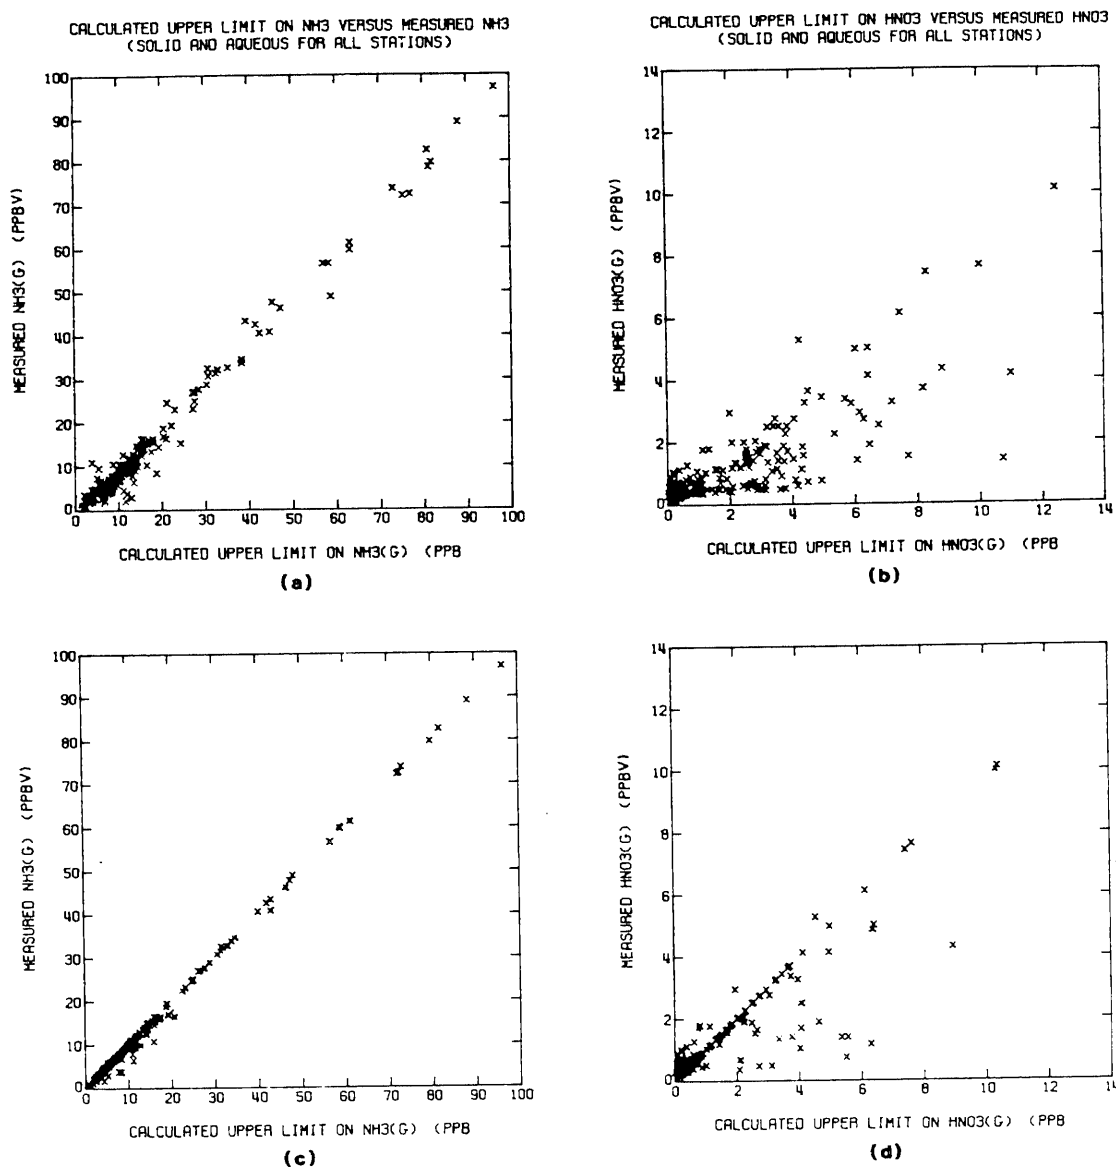 CALCULATED UPPER LIMIT ON NH3 VERSUS MEASURED NH3
(SOLID AND AQUEOUS FOR ALL STATIONS)
100
90
80
70
60
50
40
30
20
10
0
MEASURED NH3(G) (PPBV)
0 10 20 30 40 50 60 70 80 90 100
CALCULATED UPPER LIMIT ON NH3(G) (PPB
(a)
CALCULATED UPPER LIMIT ON HNO3 VERSUS MEASURED HNO3
(SOLID AND AQUEOUS FOR ALL STATIONS)
14
12
10
8
6
4
2
0
MEASURED HNO3(G) (PPBV)
0 2 4 6 8 10 12 14
CALCULATED UPPER LIMIT ON HNO3(G) (PPB
(b)
100
90
80
70
60
50
40
30
20
10
0
MEASURED NH3(G) (PPBV)
0 10 20 30 40 50 60 70 80 90 100
CALCULATED UPPER LIMIT ON NH3(G) (PPB
(c)
14
12
10
8
6
4
2
0
MEASURED HNO3(G) (PPBV)
0 2 4 6 8 10 12 14
CALCULATED UPPER LIMIT ON HNO3(G) (PPB
(d)